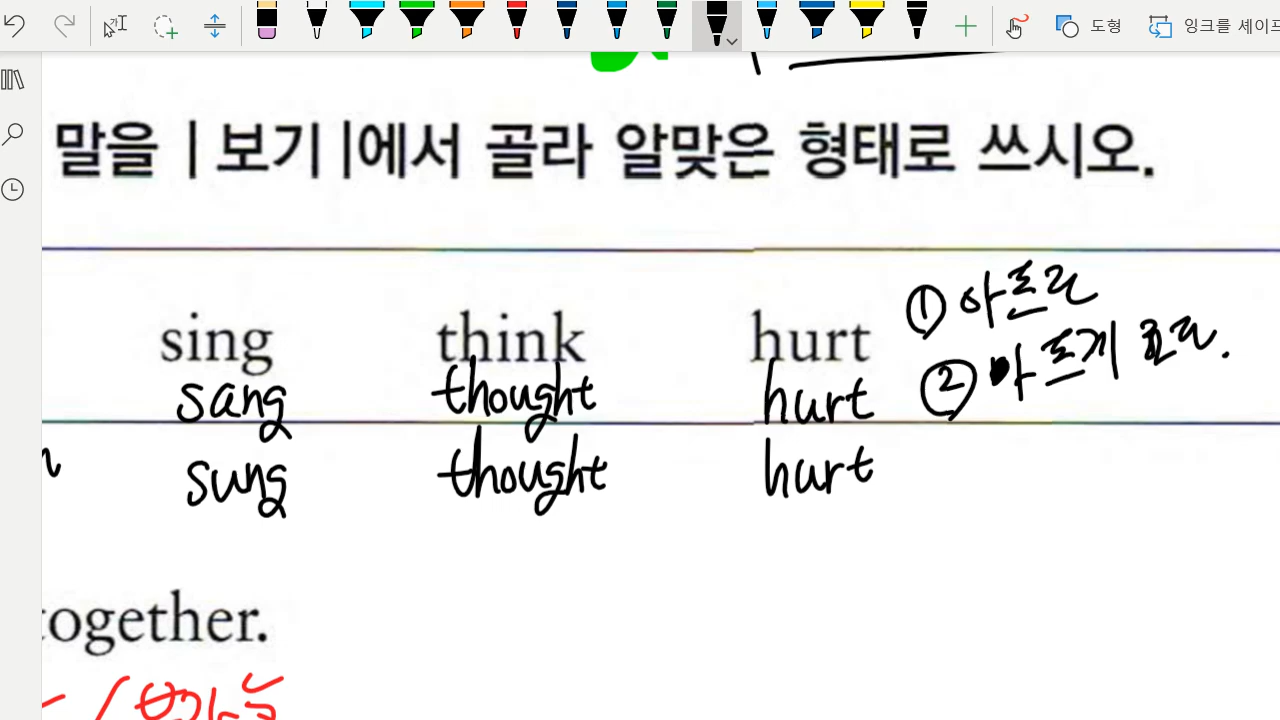 도형 잉크를 셰이프
말을 | 보기 |에서 골라 알맞은 형태로 쓰시오.
sing think hurt ① 아프다
sang thought hurt ② 아프게 하다.
sung thought hurt
together.